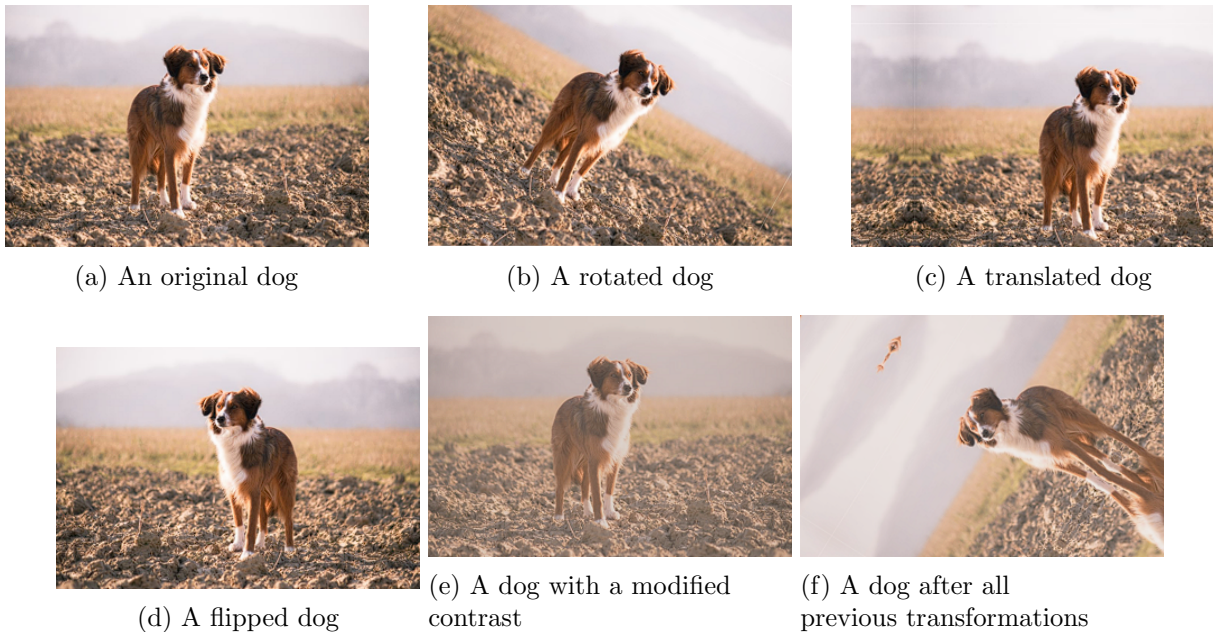 (a) An original dog
(b) A rotated dog
(c) A translated dog
(d) A flipped dog
(e) A dog with a modified
contrast
(f) A dog after all
previous transformations